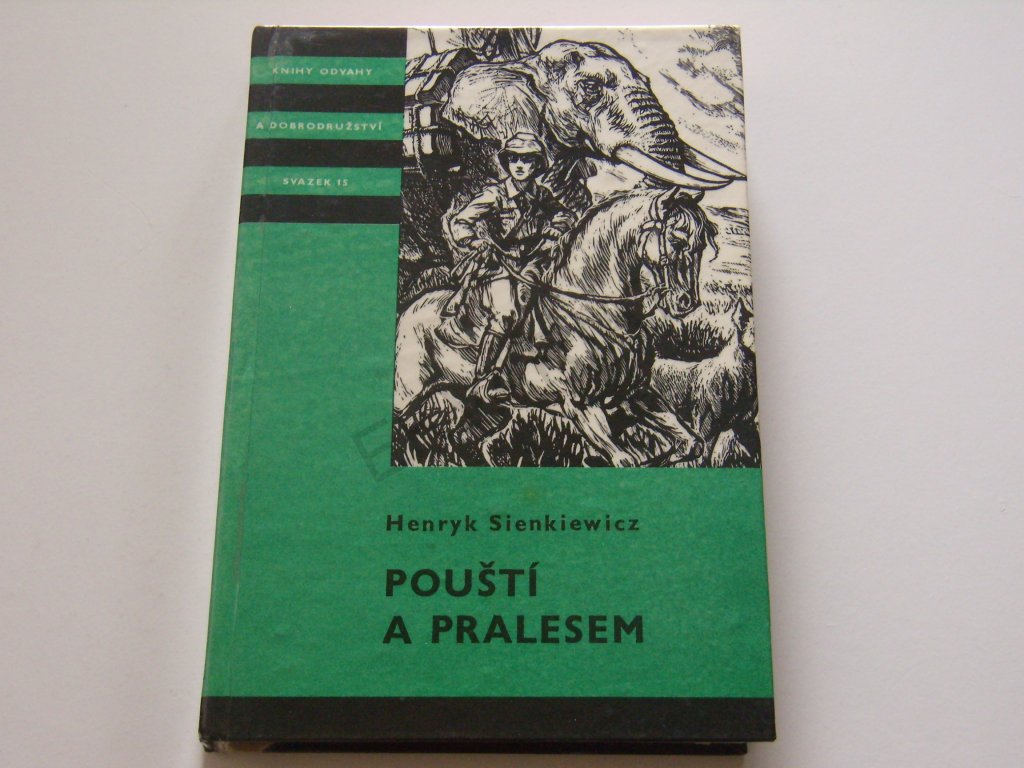 KNIHY ODVAHY
A DOBRODRUŽSTVÍ
SVAZEK 15
Henryk Sienkiewicz
POUŠTÍ
A PRALESEM